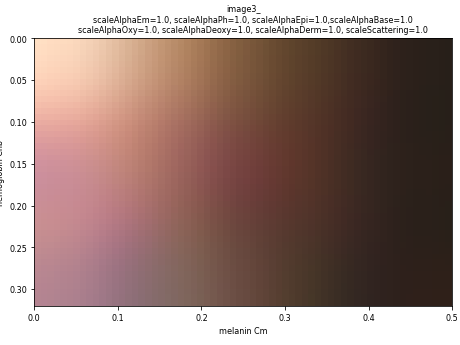 image3_
scaleAlphaEm=1.0, scaleAlphaPh=1.0, scaleAlphaEpi=1.0,scaleAlphaBase=1.0
scaleAlphaOxy=1.0, scaleAlphaDeoxy=1.0, scaleAlphaDerm=1.0, scaleScattering=1.0
0.00
0.05
0.10
0.15
0.20
0.25
0.30
0.0 0.1 0.2 0.3 0.4 0.5
melanin Cm